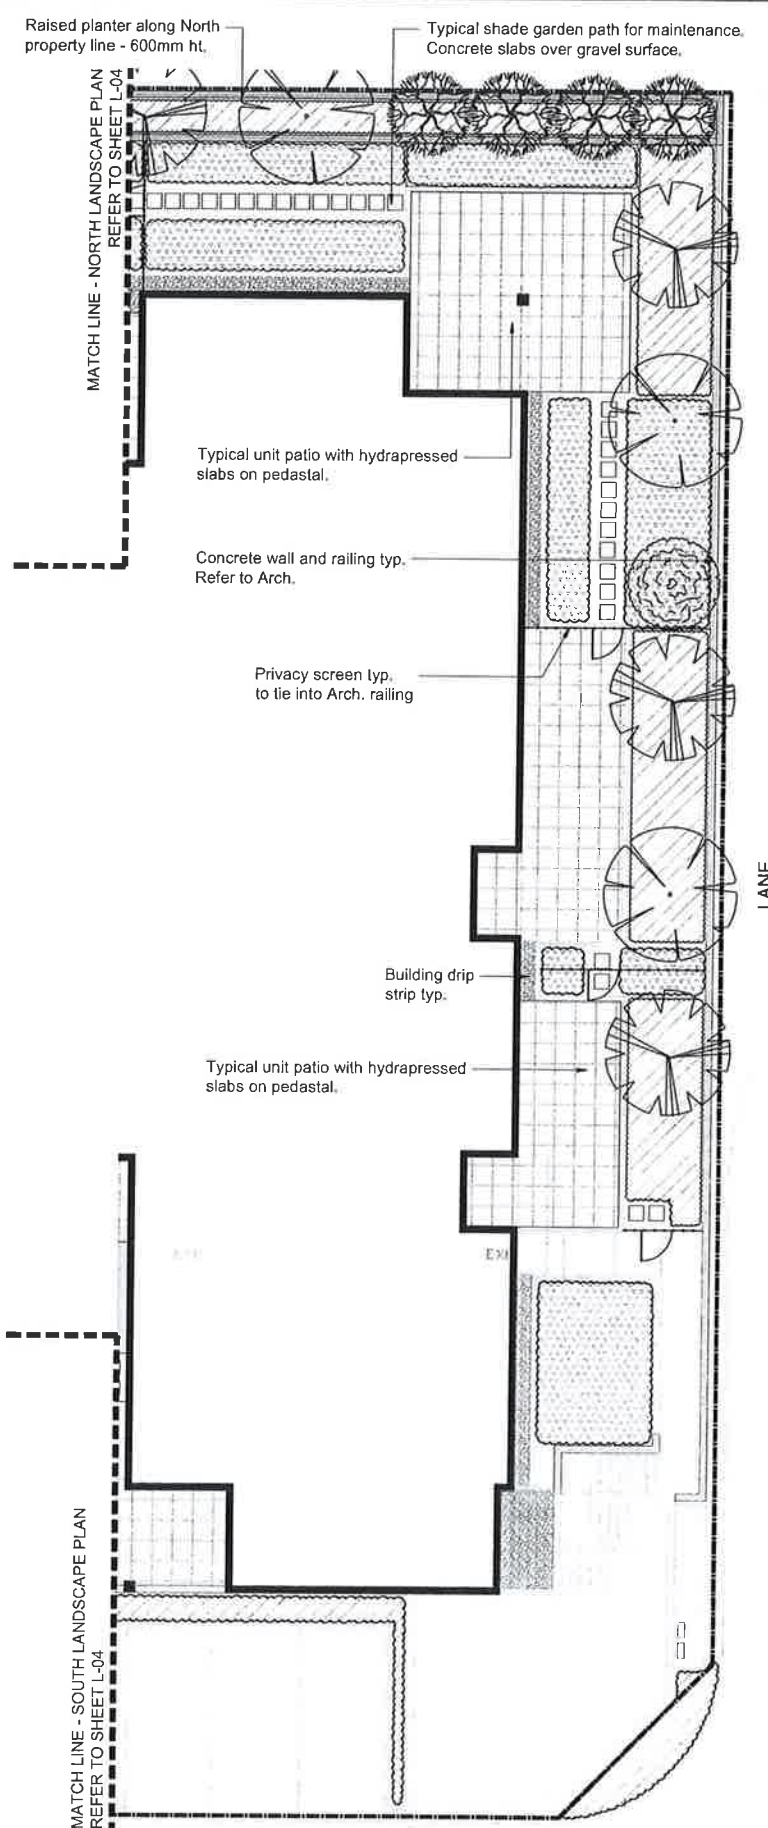 Raised planter along North
property line - 600mm ht.
Typical shade garden path for maintenance.
Concrete slabs over gravel surface.
MATCH LINE - NORTH LANDSCAPE PLAN
REFER TO SHEET L-04
Typical unit patio with hydrapressed
slabs on pedastal.
Concrete wall and railing typ.
Refer to Arch.
Privacy screen typ.
to tie into Arch. railing
LANE
Building drip
strip typ.
Typical unit patio with hydrapressed
slabs on pedastal.
MATCH LINE - SOUTH LANDSCAPE PLAN
REFER TO SHEET L-04